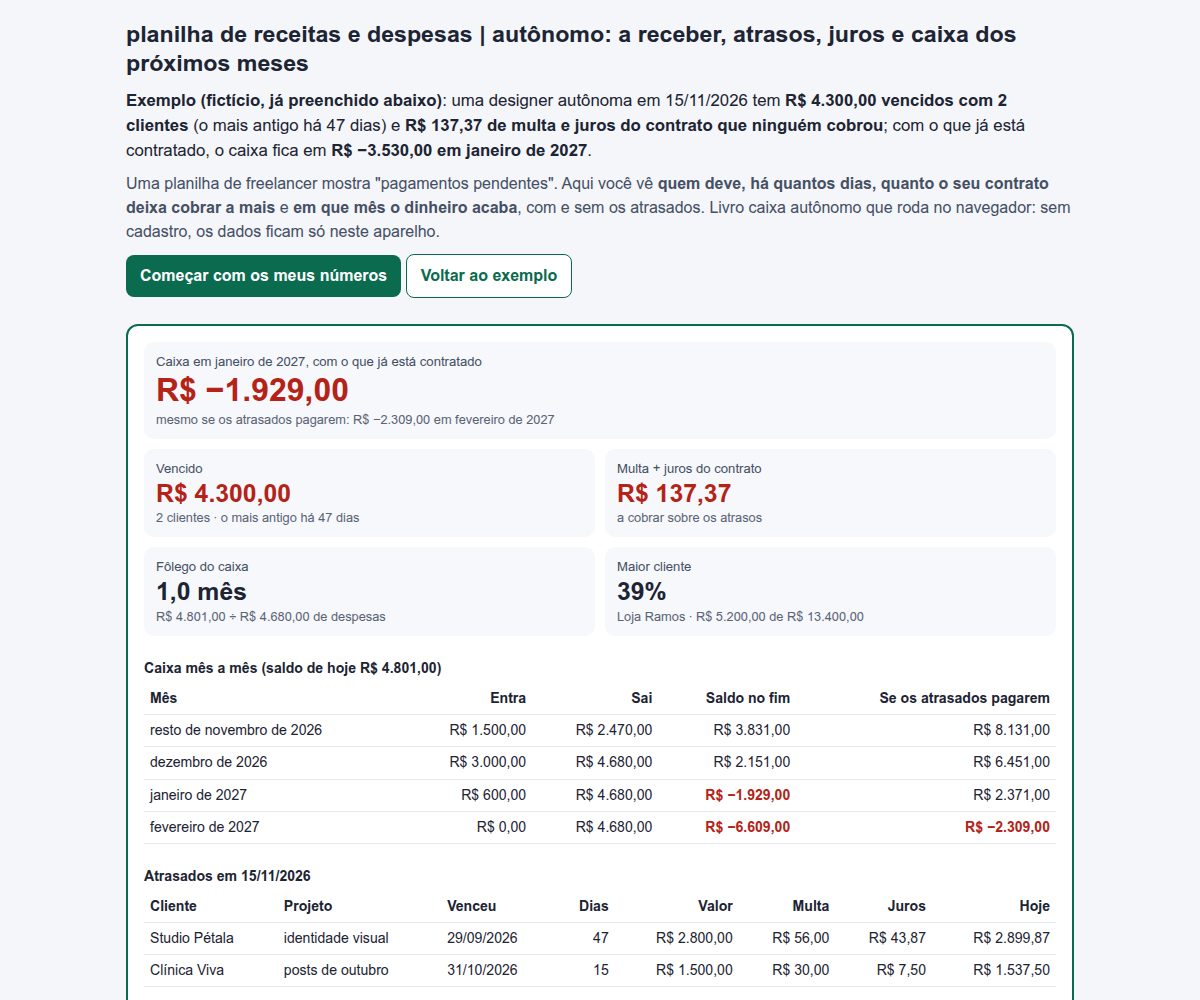 planilha de receitas e despesas | autônomo: a receber, atrasos, juros e caixa dos
próximos meses
Exemplo (fictício, já preenchido abaixo): uma designer autônoma em 15/11/2026 tem R$ 4.300,00 vencidos com 2
clientes (o mais antigo há 47 dias) e R$ 137,37 de multa e juros do contrato que ninguém cobrou; com o que já está
contratado, o caixa fica em R$ −3.530,00 em janeiro de 2027.
Uma planilha de freelancer mostra "pagamentos pendentes". Aqui você vê quem deve, há quantos dias, quanto o seu contrato
deixa cobrar a mais e em que mês o dinheiro acaba, com e sem os atrasados. Livro caixa autônomo que roda no navegador: sem
cadastro, os dados ficam só neste aparelho.
Começar com os meus números Voltar ao exemplo
Caixa em janeiro de 2027, com o que já está contratado
R$ −1.929,00
mesmo se os atrasados pagarem: R$ −2.309,00 em fevereiro de 2027
Vencido
R$ 4.300,00
2 clientes · o mais antigo há 47 dias
Multa + juros do contrato
R$ 137,37
a cobrar sobre os atrasos
Fôlego do caixa
1,0 mês
R$ 4.801,00 ÷ R$ 4.680,00 de despesas
Maior cliente
39%
Loja Ramos · R$ 5.200,00 de R$ 13.400,00
Caixa mês a mês (saldo de hoje R$ 4.801,00)
Mês Entra Sai Saldo no fim Se os atrasados pagarem
resto de novembro de 2026 R$ 1.500,00 R$ 2.470,00 R$ 3.831,00 R$ 8.131,00
dezembro de 2026 R$ 3.000,00 R$ 4.680,00 R$ 2.151,00 R$ 6.451,00
janeiro de 2027 R$ 600,00 R$ 4.680,00 R$ −1.929,00 R$ 2.371,00
fevereiro de 2027 R$ 0,00 R$ 4.680,00 R$ −6.609,00 R$ −2.309,00
Atrasados em 15/11/2026
Cliente Projeto Venceu Dias Valor Multa Juros Hoje
Studio Pétala identidade visual 29/09/2026 47 R$ 2.800,00 R$ 56,00 R$ 43,87 R$ 2.899,87
Clínica Viva posts de outubro 31/10/2026 15 R$ 1.500,00 R$ 30,00 R$ 7,50 R$ 1.537,50